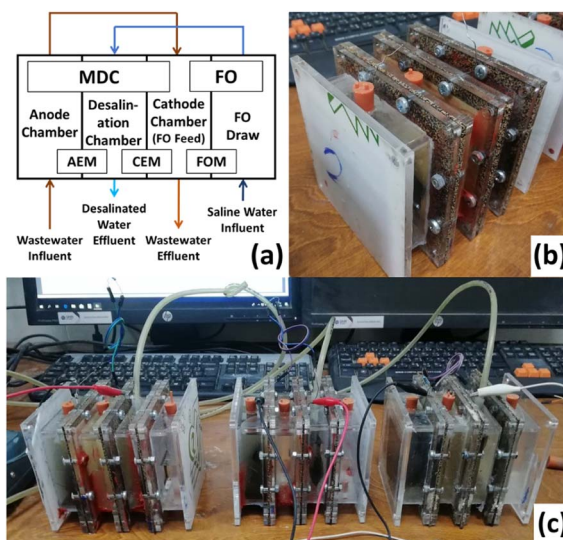 MDC
FO
Anode
Chamber
Desalin-
ation
Chamber
Cathode
Chamber
(FO Feed)
FO
Draw
AEM
CEM
FOM
Desalinated
Water
Effluent
Saline Water
Influent
Wastewater
Influent
Wastewater
Effluent
(a)
(b)
hp
(c)